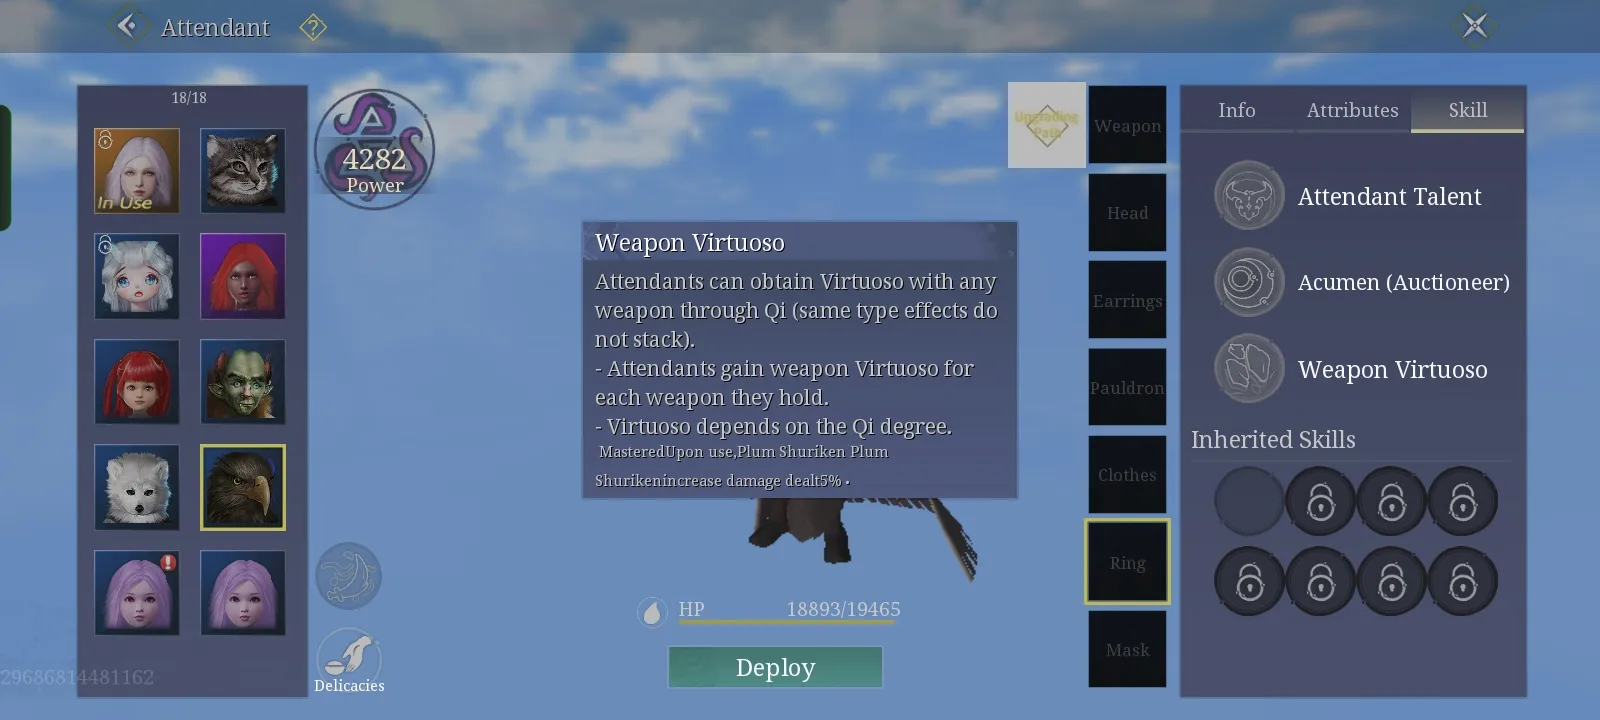 Attendant
?
18/18
In Use
4282
Power
Delicacies
29686814481162
Weapon Virtuoso
Attendants can obtain Virtuoso with any
weapon through Qi (same type effects do
not stack).
- Attendants gain weapon Virtuoso for
each weapon they hold.
- Virtuoso depends on the Qi degree.
MasteredUpon use,Plum Shuriken Plum
Shurikenincrease damage dealt5% •
HP 18893/19465
Deploy
Upgrading
Path
Weapon
Head
Earrings
Pauldron
Clothes
Ring
Mask
Info Attributes Skill
Attendant Talent
Acumen (Auctioneer)
Weapon Virtuoso
Inherited Skills